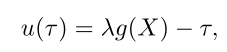 u(τ) = λg(X) − τ,